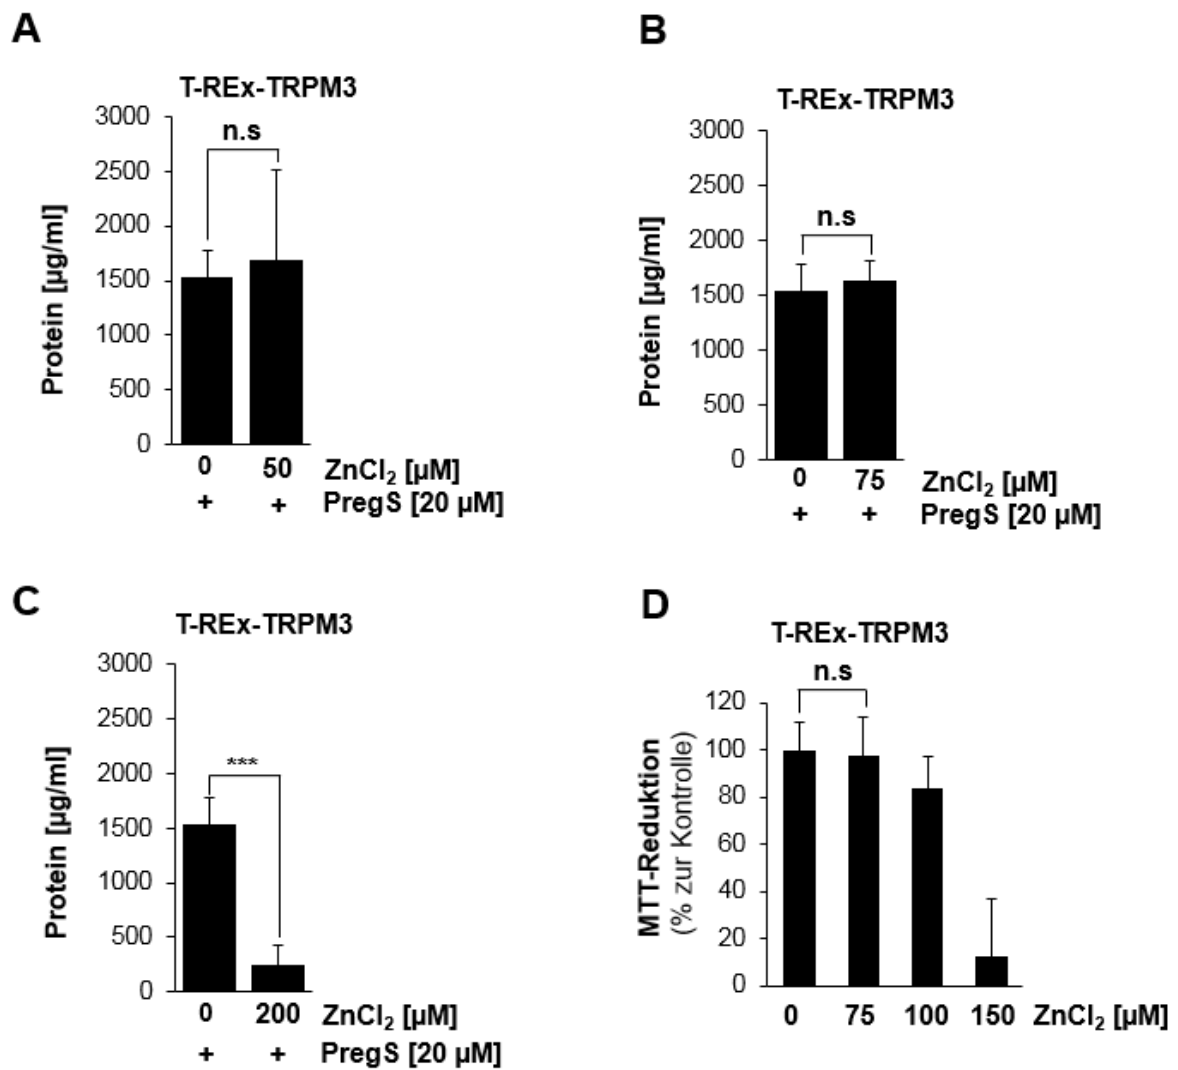 A
T-REx-TRPM3
n.s
3000
2500
2000
1500
1000
500
0
Protein [µg/ml]
0 50 ZnCl₂ [µM]
+ + PregS [20 µM]
B
T-REx-TRPM3
n.s
3000
2500
2000
1500
1000
500
0
Protein [µg/ml]
0 75 ZnCl₂ [µM]
+ + PregS [20 µM]
C
T-REx-TRPM3
***
3000
2500
2000
1500
1000
500
0
Protein [µg/ml]
0 200 ZnCl₂ [µM]
+ + PregS [20 µM]
D
T-REx-TRPM3
n.s
120
100
80
60
40
20
0
MTT-Reduktion
(% zur Kontrolle)
0 75 100 150 ZnCl₂ [µM]